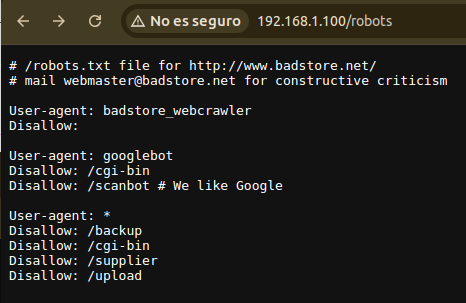 No es seguro 192.168.1.100/robots
# /robots.txt file for http://www.badstore.net/
# mail webmaster@badstore.net for constructive criticism
User-agent: badstore_webcrawler
Disallow:
User-agent: googlebot
Disallow: /cgi-bin
Disallow: /scanbot # We like Google
User-agent: *
Disallow: /backup
Disallow: /cgi-bin
Disallow: /supplier
Disallow: /upload